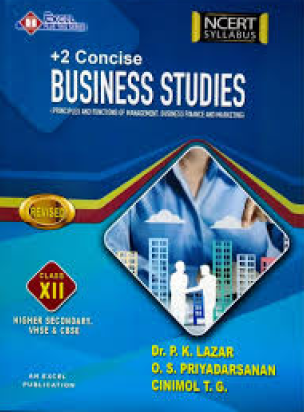 EXCEL
NCERT
SYLLABUS
+2 Concise
BUSINESS STUDIES
(PRINCIPLES AND FUNCTIONS OF MANAGEMENT, BUSINESS FINANCE AND MARKETING)
REVISED
CLASS
XII
HIGHER SECONDARY,
VHSE & CBSE
Dr. P. K. LAZAR
O. S. PRIYADARSANAN
CINIMOL T. G.
AN EXCEL
PUBLICATION